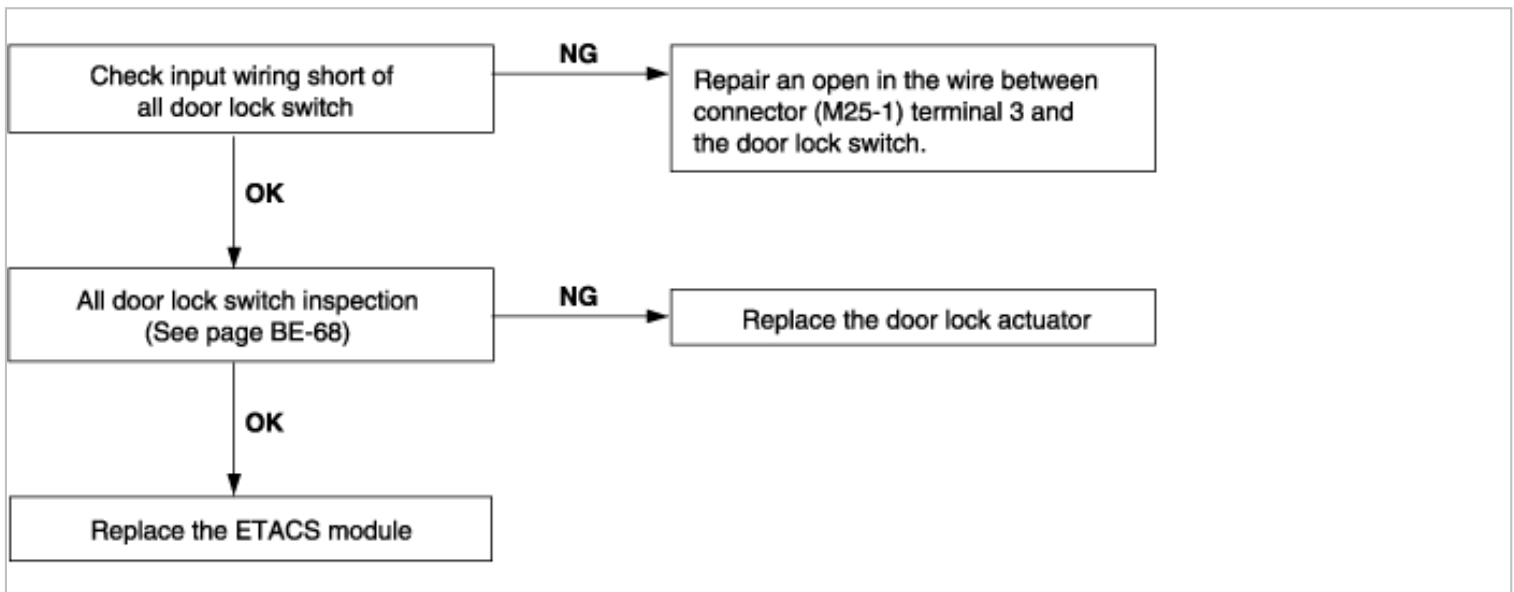 Check input wiring short of
all door lock switch
NG
Repair an open in the wire between
connector (M25-1) terminal 3 and
the door lock switch.
OK
All door lock switch inspection
(See page BE-68)
NG
Replace the door lock actuator
OK
Replace the ETACS module